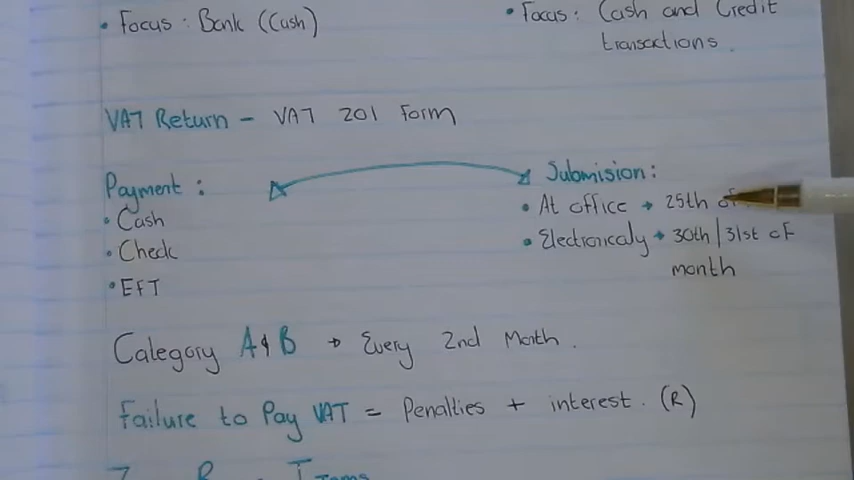 • Focus: Bank (Cash)
• Focus: Cash and Credit
transactions.
VAT Return - VAT 201 Form
Payment:
• Cash
• Check
• EFT
Submision:
• At office → 25th of
• Electronicaly → 30th/31st of
month
Category A & B → Every 2nd Month.
Failure to Pay VAT = Penalties + interest. (R)